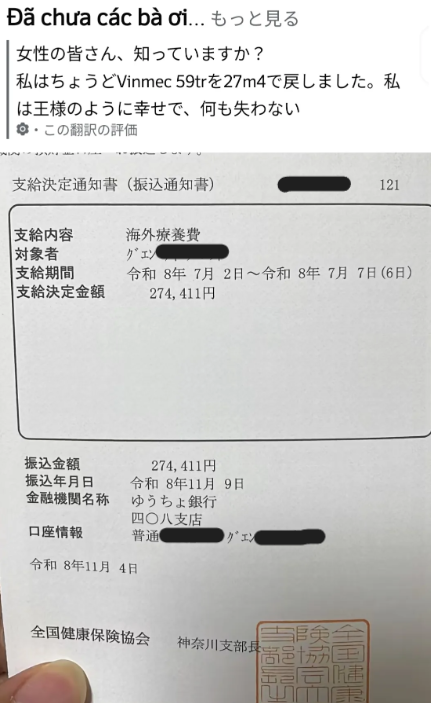 Đã chưa các bà ơi... もっと見る
女性の皆さん、知っていますか？
私はちょうどVinmec 59trを27m4で戻しました。私
は王様のように幸せで、何も失わない
・この翻訳の評価
支給決定通知書（振込通知書） 121
支給内容 海外療養費
対象者 ｸﾞｴﾝ
支給期間 令和 8年 7月 2日～令和 8年 7月 7日(6日)
支給決定金額 274,411円
振込金額 274,411円
振込年月日 令和 8年11月 9日
金融機関名称 ゆうちょ銀行
四〇八支店
口座情報 普通 ｸﾞｴﾝ
令和 8年11月 4日
全国健康保険協会 神奈川支部長